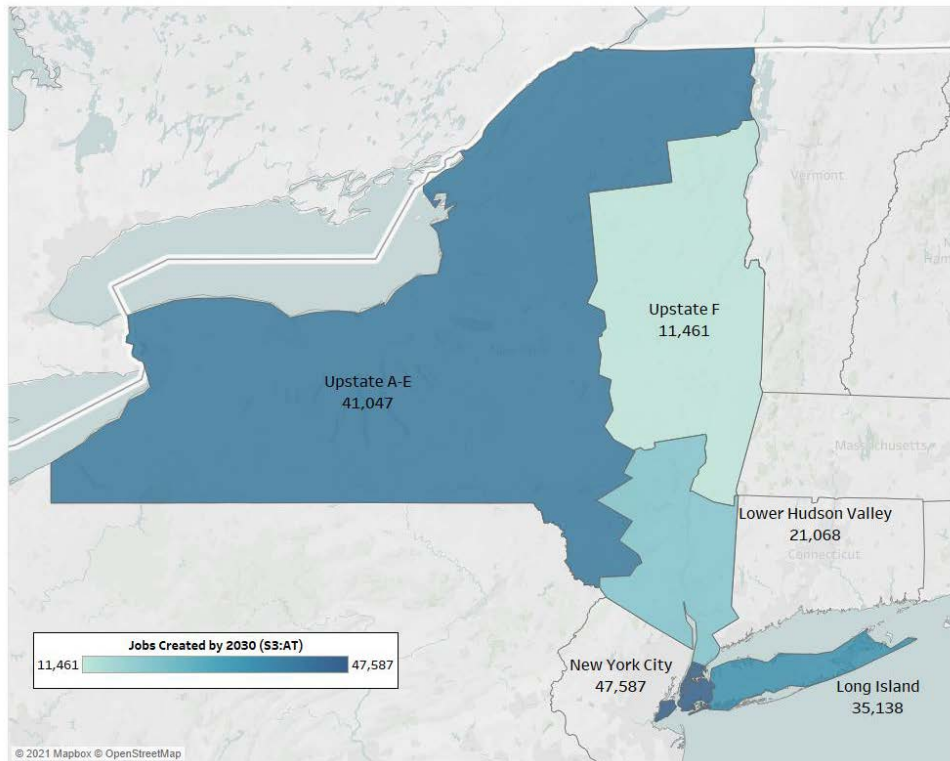 Vermont
Ham
Upstate F
11,461
Upstate A-E
41,047
Massachusetts
Lower Hudson Valley
21,068
Connecticut
Jobs Created by 2030 (S3:AT)
11,461
47,587
New York City
47,587
Long Island
35,138
© 2021 Mapbox © OpenStreetMap